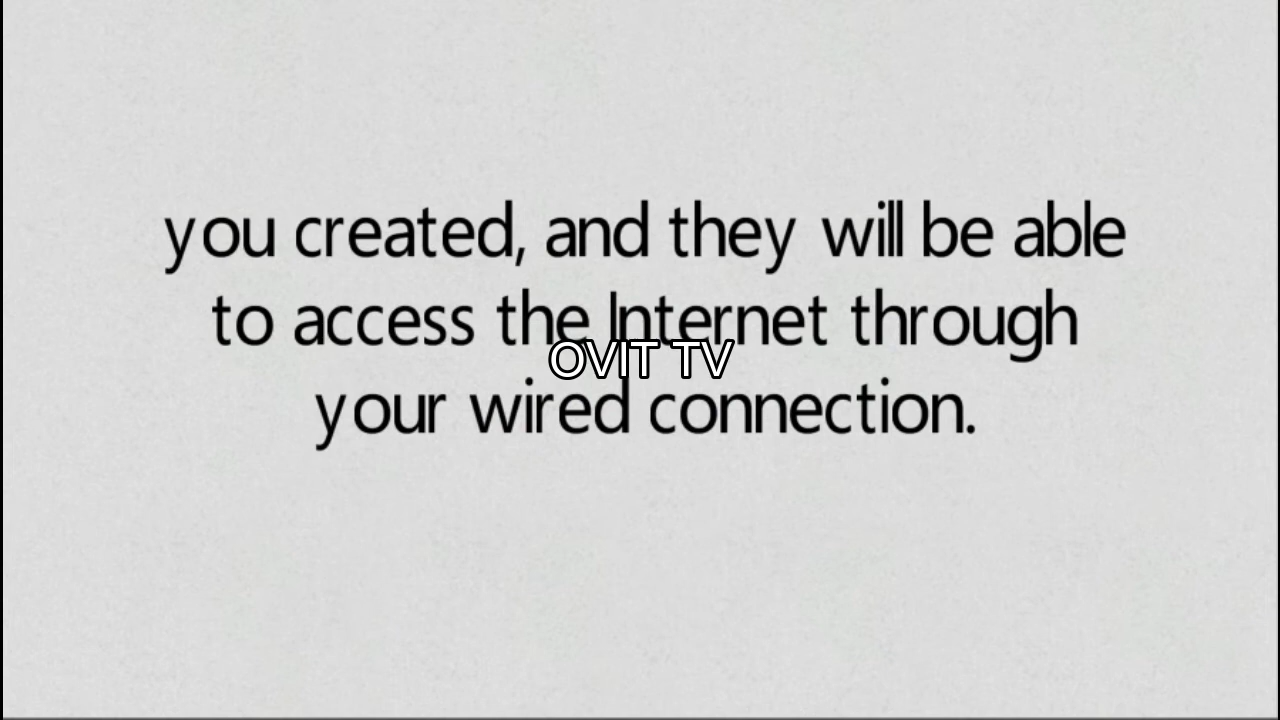 you created, and they will be able
to access the Internet through
OVIT TV
your wired connection.